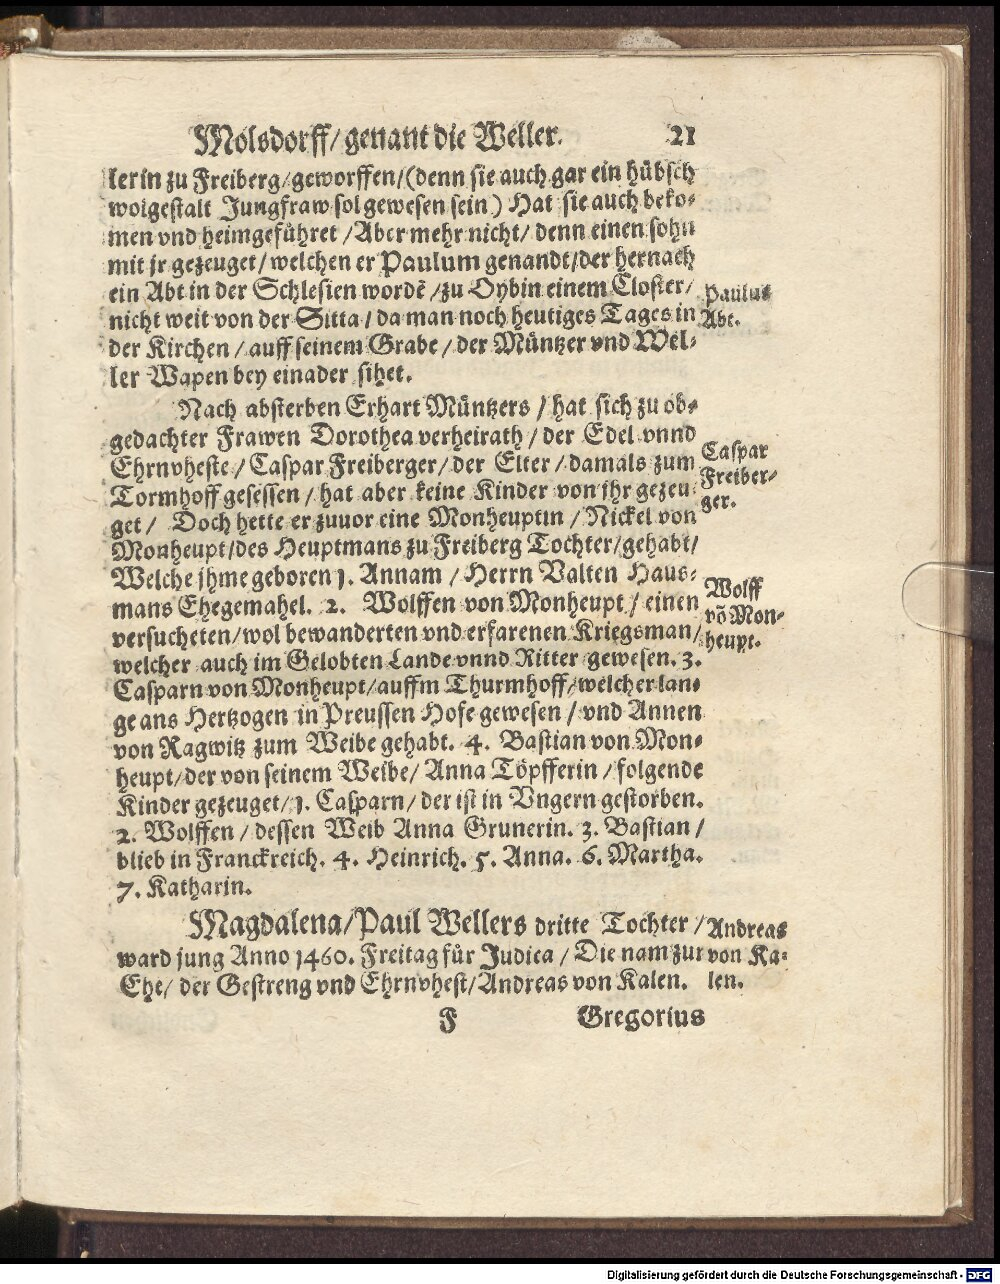 Molsdorff/ genant die Weller. 21
lerin zu Freiberg/ geworffen/ (denn sie auch gar ein hübsch
wolgestalt Jungfraw sol gewesen sein) Hat sie auch beko-
men vnd heimgeführet / Aber mehr nicht/ denn einen sohn
mit jr gezeuget/ welchen er Paulum genandt/ der hernach
ein Abt in der Schlesien wordẽ /zu Oybin einem Closter/
Paulus
nicht weit von der Sitta / da man noch heutiges Tages in
Abt.
der Kirchen / auff seinem Grabe / der Müntzer vnd Wel-
ler Wapen bey einader sihet.
Nach absterben Erhart Müntzers / hat sich zu ob-
gedachter Frawen Dorothea verheirath / der Edel vnnd
Ehrnvheste / Caspar Freiberger/ der Elter / damals zum
Caspar
Freiber-
ger.
Tormhoff gesessen / hat aber keine Kinder von jhr gezeu-
get / Doch hette er zuuor eine Monheuptin / Nickel von
Monheupt/ des Heuptmans zu Freiberg Tochter/ gehabt/
Welche jhme geboren 1. Annam / Herrn Valten Haus-
mans Ehegemahel. 2. Wolffen von Monheupt / einen
Wolff
võ Mon-
heupt.
versucheten/ wol bewanderten vnd erfarenen Kriegsman/
welcher auch im Gelobten Lande vnnd Ritter gewesen. 3.
Casparn von Monheupt/ auffm Thurmhoff/ welcher lan-
ge ans Hertzogen in Preussen Hofe gewesen / vnd Annen
von Ragwitz zum Weibe gehabt. 4. Bastian von Mon-
heupt/ der von seinem Weibe/ Anna Töpfferin / folgende
Kinder gezeuget/ 1. Casparn/ der ist in Vngern gestorben.
2. Wolffen / dessen Weib Anna Grunerin. 3. Bastian /
blieb in Franckreich. 4. Heinrich. 5. Anna. 6. Martha.
7. Katharin.
Magdalena/ Paul Wellers dritte Tochter /
ward jung Anno 1460. Freitag für Judica / Die nam zur
Ehe/ der Gestreng vnd Ehrnvhest/ Andreas von Kalen.
Andreas
von Ka-
len.
F Gregorius
Digitalisierung gefördert durch die Deutsche Forschungsgemeinschaft - DFG